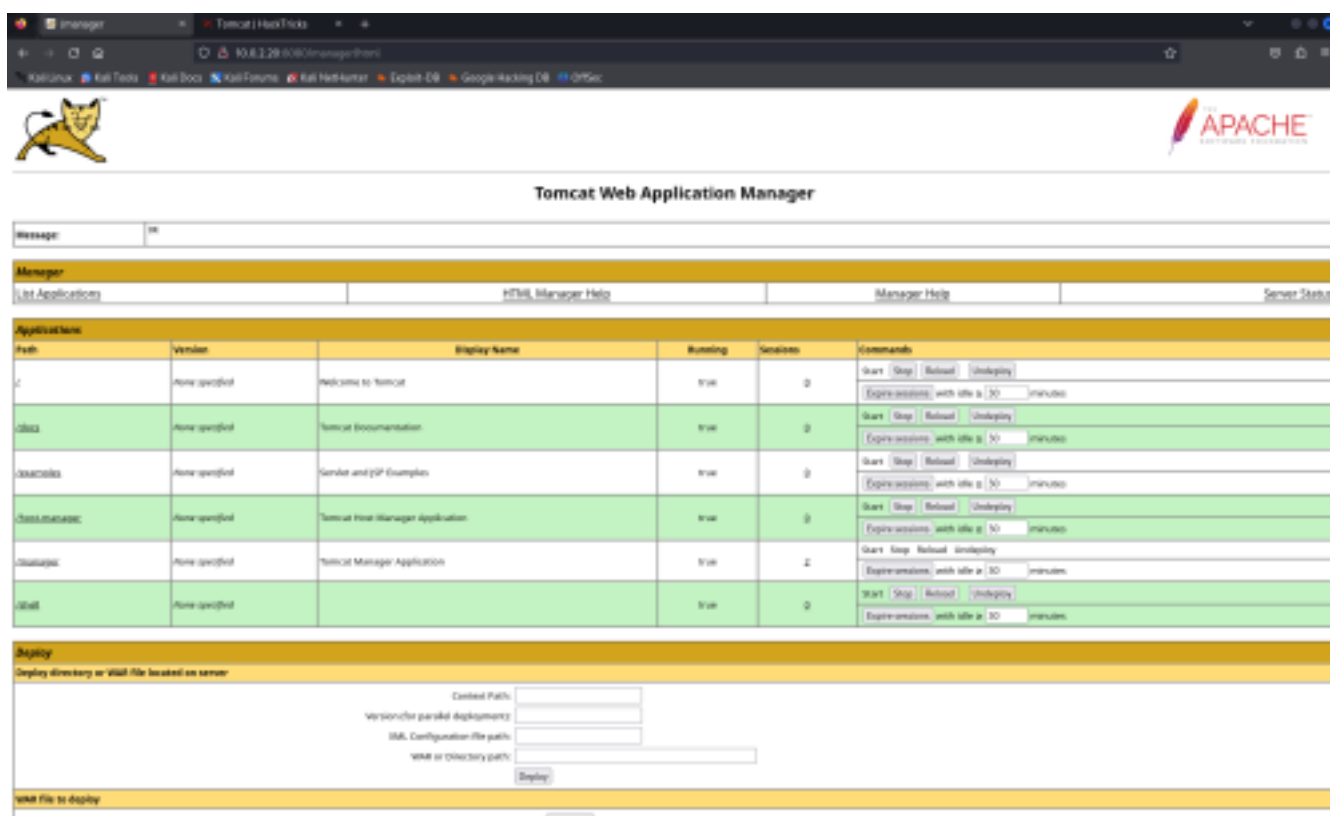 /manager
Tomcat | HackTricks
Kali Linux Kali Tools Kali Docs Kali Forums Kali NetHunter Exploit-DB Google Hacking DB OffSec
THE
APACHE
SOFTWARE FOUNDATION
Tomcat Web Application Manager
Message:
OK
Manager
List Applications HTML Manager Help Manager Help Server Status
Applications
Path Version Display Name Running Sessions Commands
/ None specified Welcome to Tomcat true 0 Start Stop Reload Undeploy
Expire sessions with idle ≥ 30 minutes
/docs None specified Tomcat Documentation true 0 Start Stop Reload Undeploy
Expire sessions with idle ≥ 30 minutes
/examples None specified Servlet and JSP Examples true 0 Start Stop Reload Undeploy
Expire sessions with idle ≥ 30 minutes
/host-manager None specified Tomcat Host Manager Application true 0 Start Stop Reload Undeploy
Expire sessions with idle ≥ 30 minutes
/manager None specified Tomcat Manager Application true Start Stop Reload Undeploy
Expire sessions with idle ≥ 30 minutes
/shell None specified true 0 Start Stop Reload Undeploy
Expire sessions with idle ≥ 30 minutes
Deploy
Deploy directory or WAR file located on server
Context Path:
Version (for parallel deployment):
XML Configuration file path:
WAR or Directory path:
Deploy
WAR file to deploy